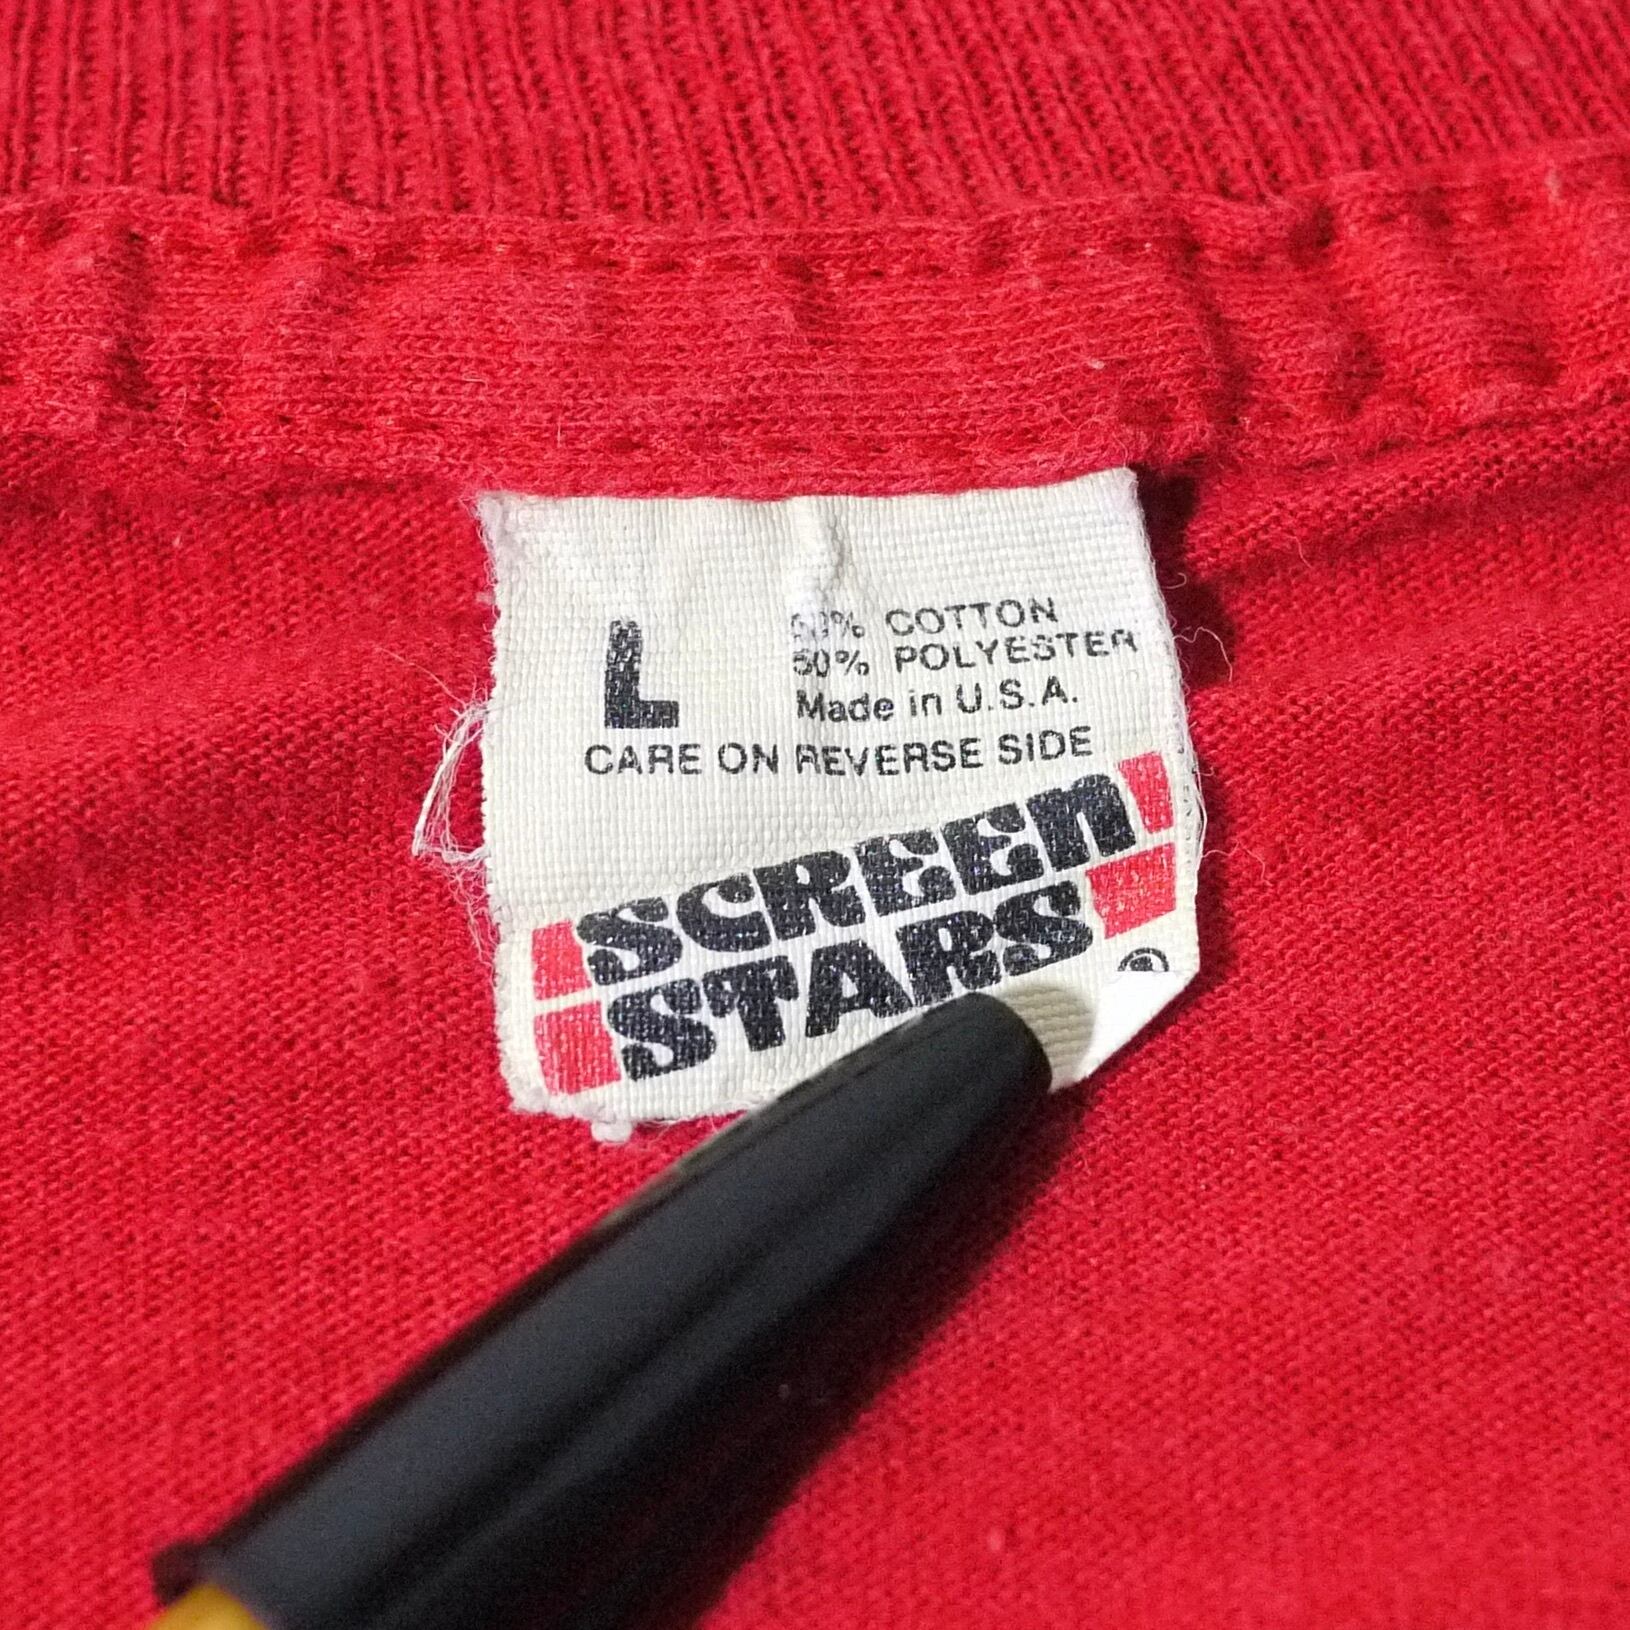 L
50% COTTON
50% POLYESTER
Made in U.S.A.
CARE ON REVERSE SIDE
SCREEN
STARS
®